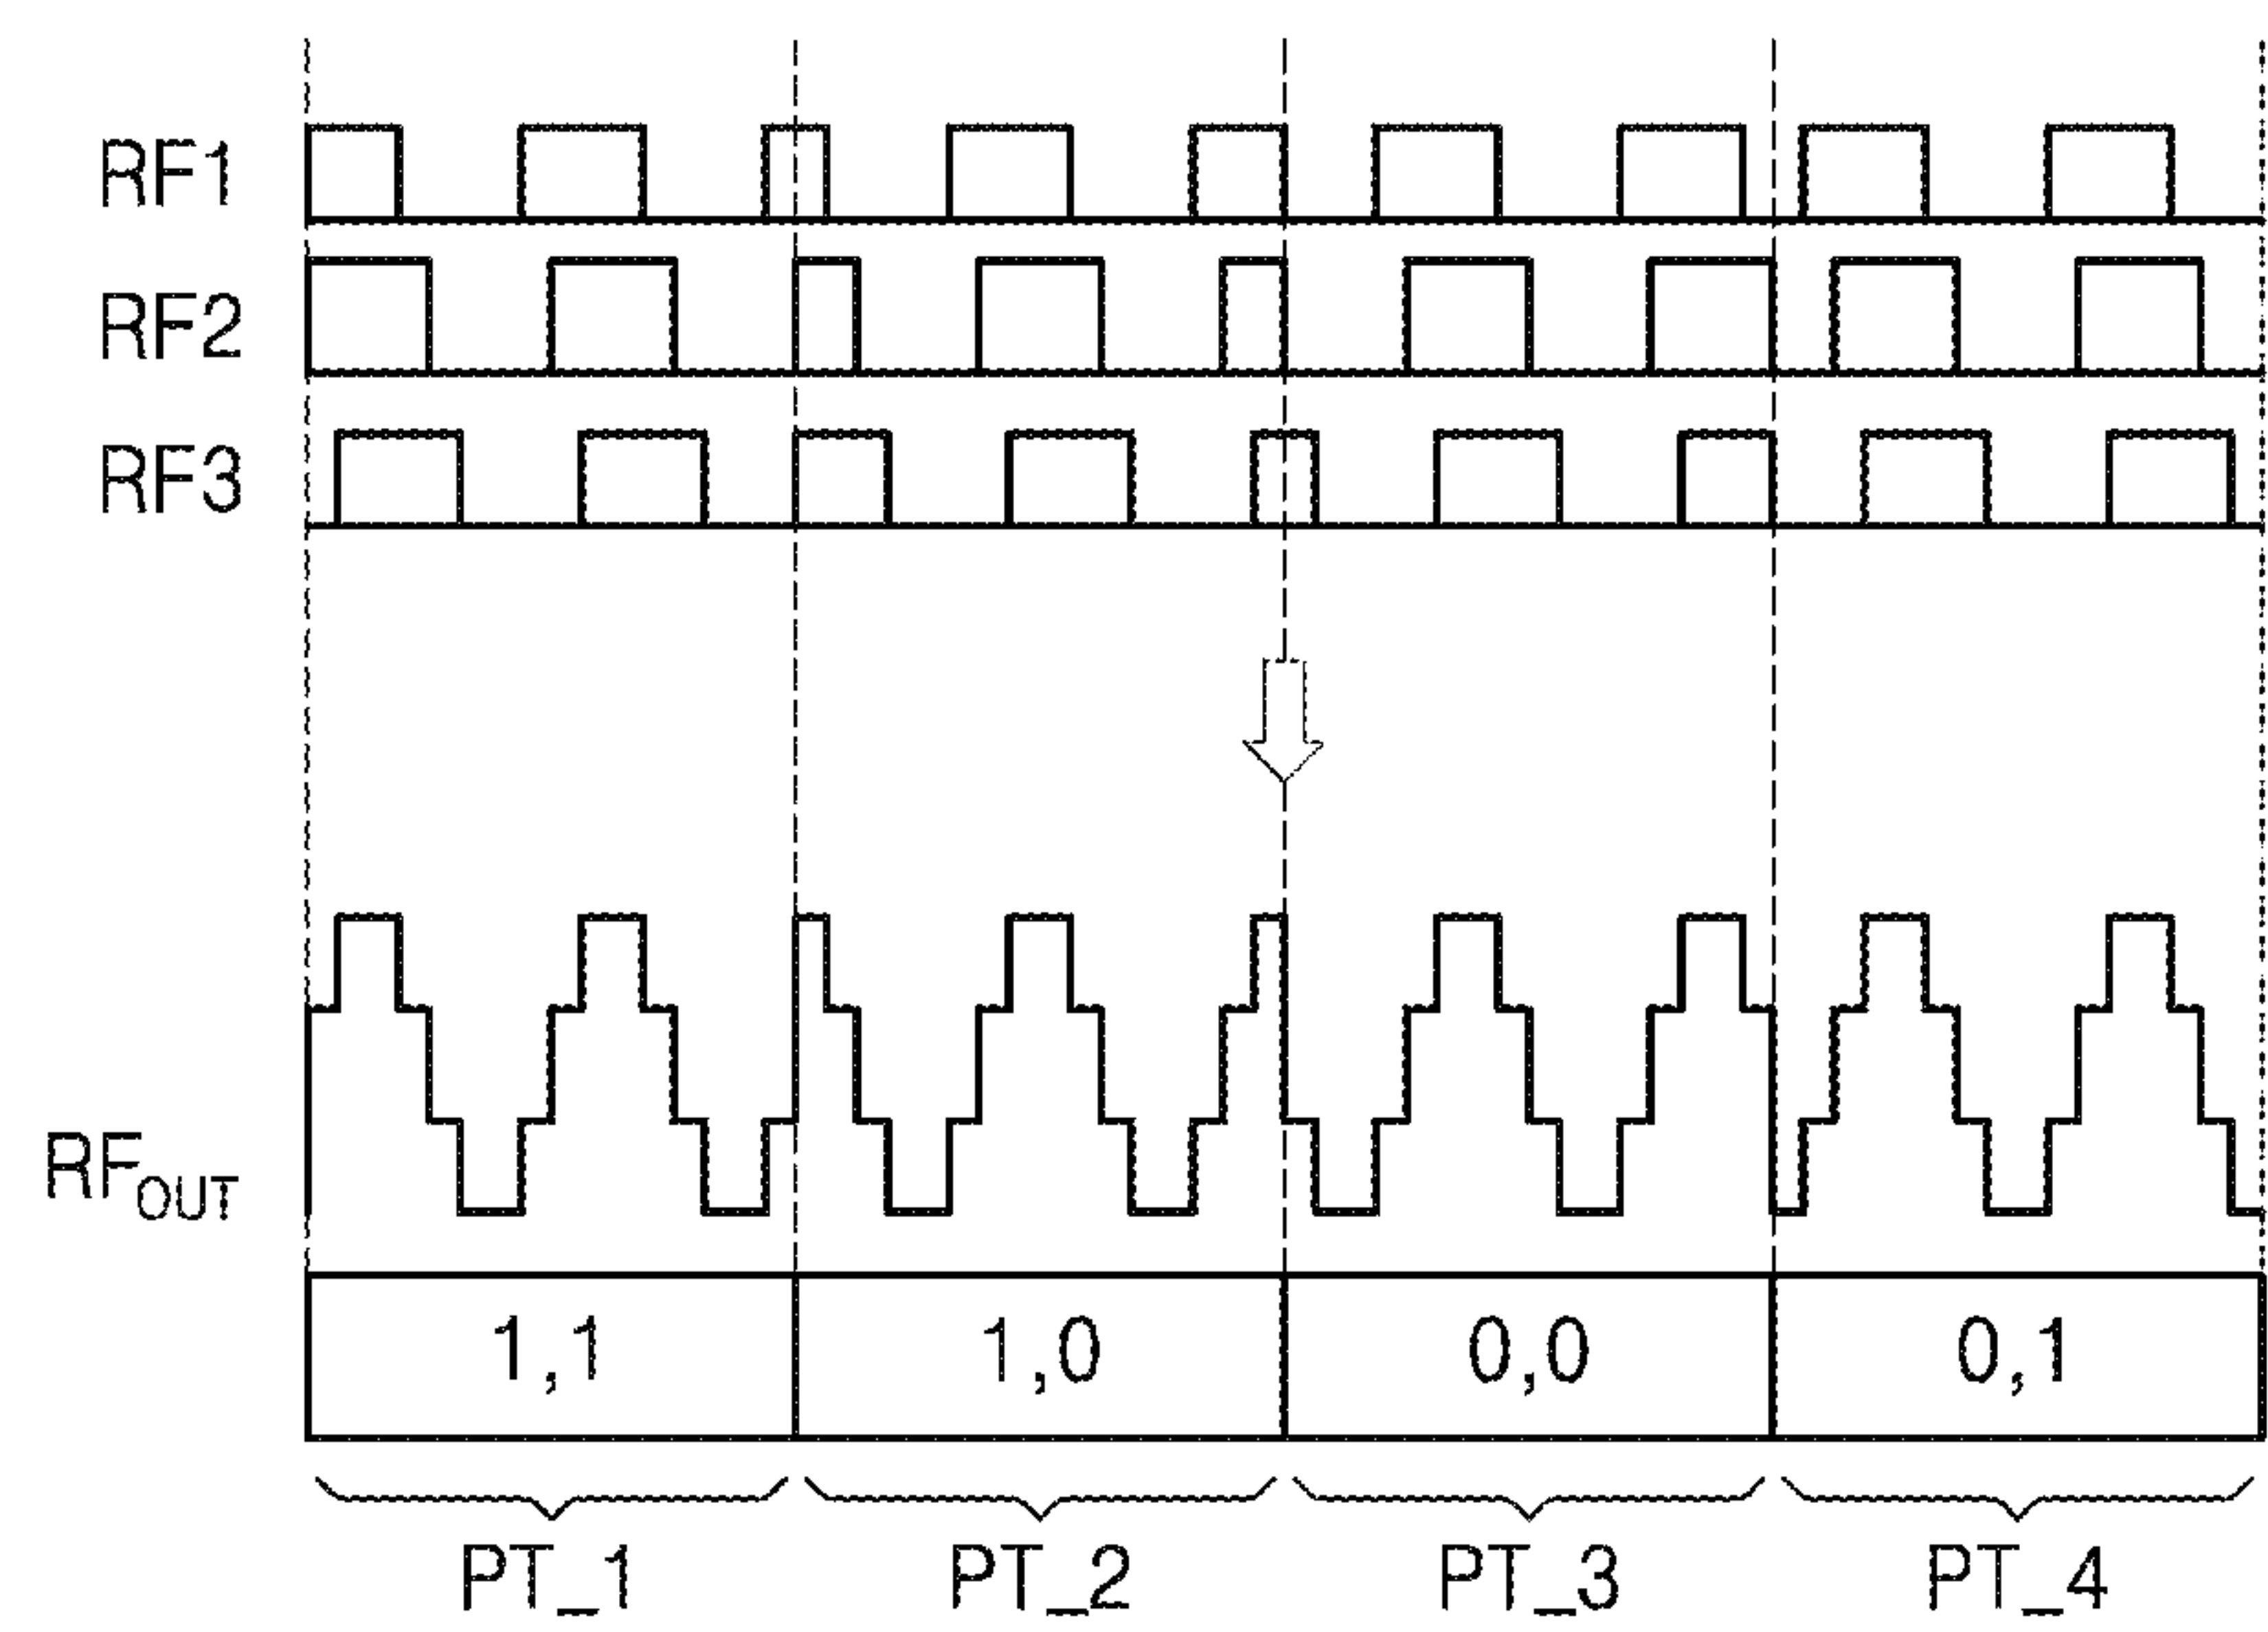 RF1
RF2
RF3
RFOUT
1,1 1,0 0,0 0,1
PT_1 PT_2 PT_3 PT_4